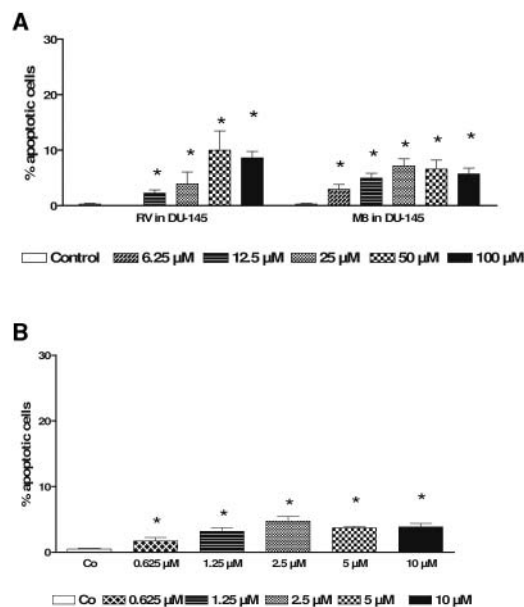 A
% apoptotic cells
30
20
10
0
* * * * * * * * *
RV in DU-145 M8 in DU-145
Control 6.25 µM 12.5 µM 25 µM 50 µM 100 µM
B
% apoptotic cells
30
20
10
0
* * * * *
Co 0.625 µM 1.25 µM 2.5 µM 5 µM 10 µM
Co 0.625 µM 1.25 µM 2.5 µM 5 µM 10 µM